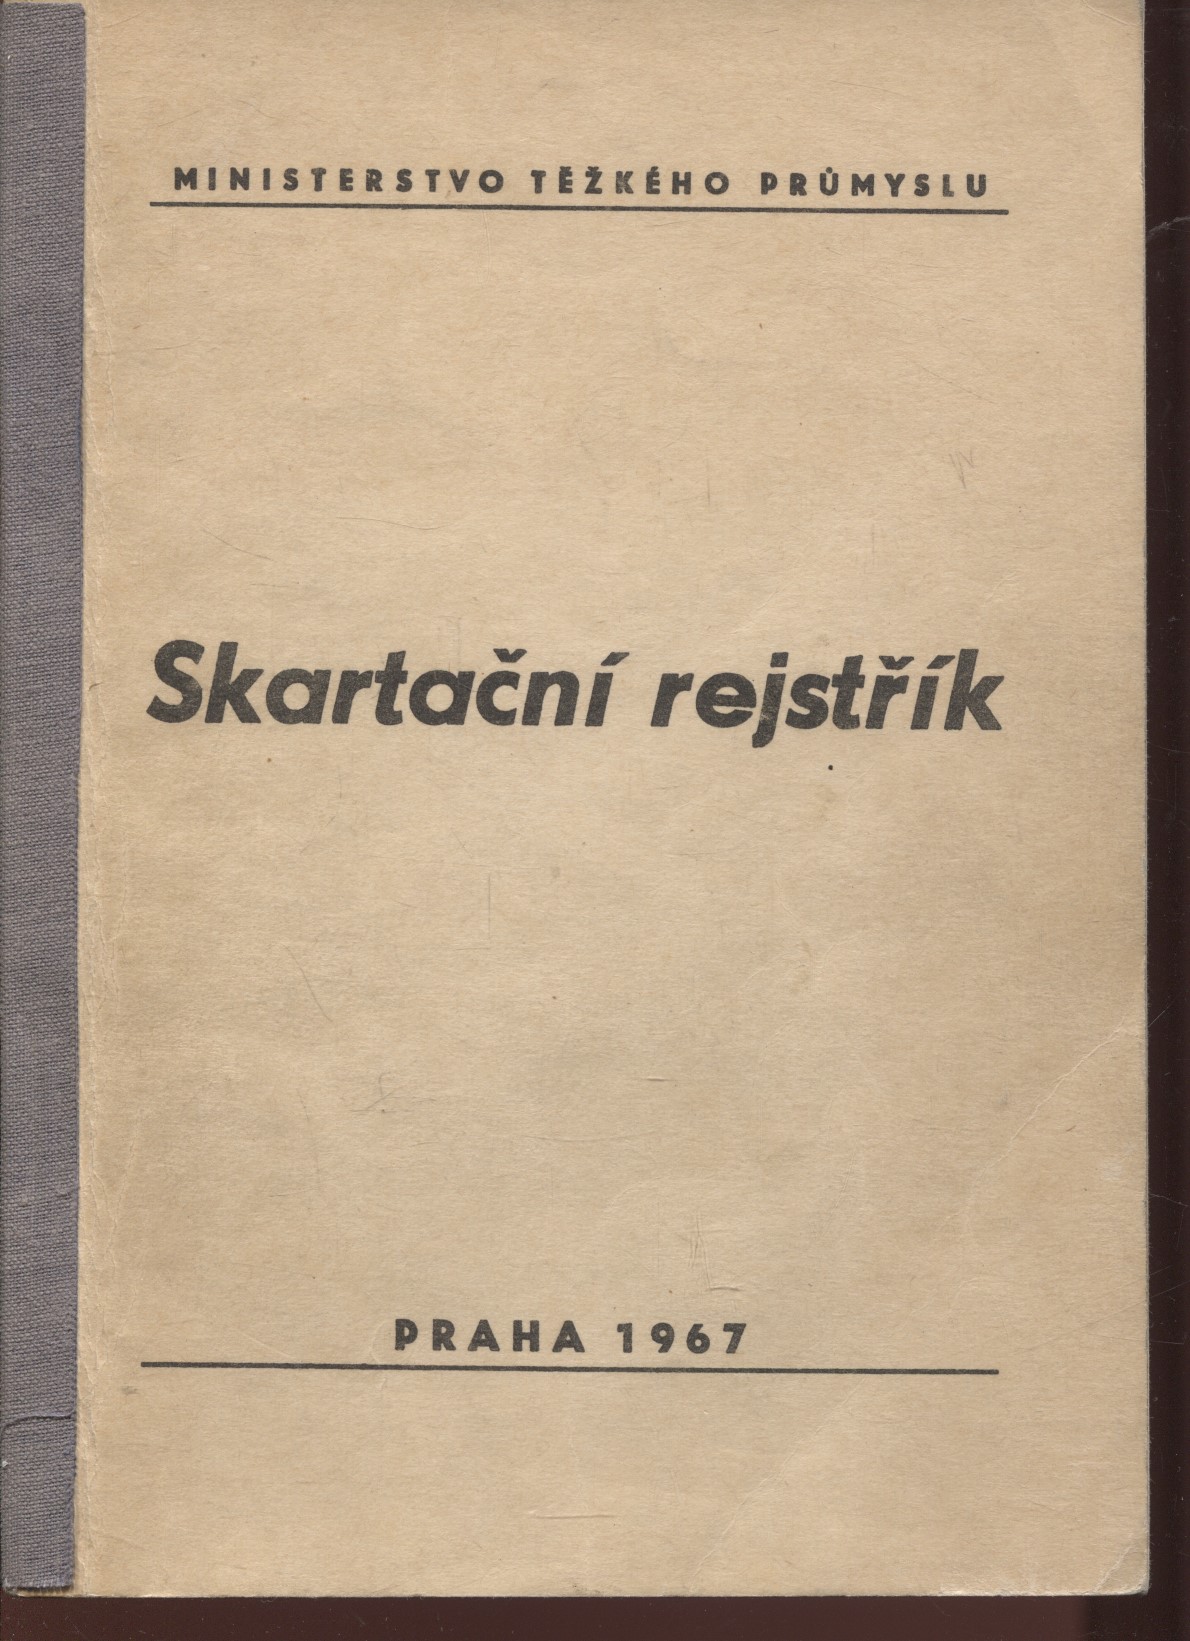 MINISTERSTVO TĚŽKÉHO PRŮMYSLU
Skartační rejstřík
PRAHA 1967